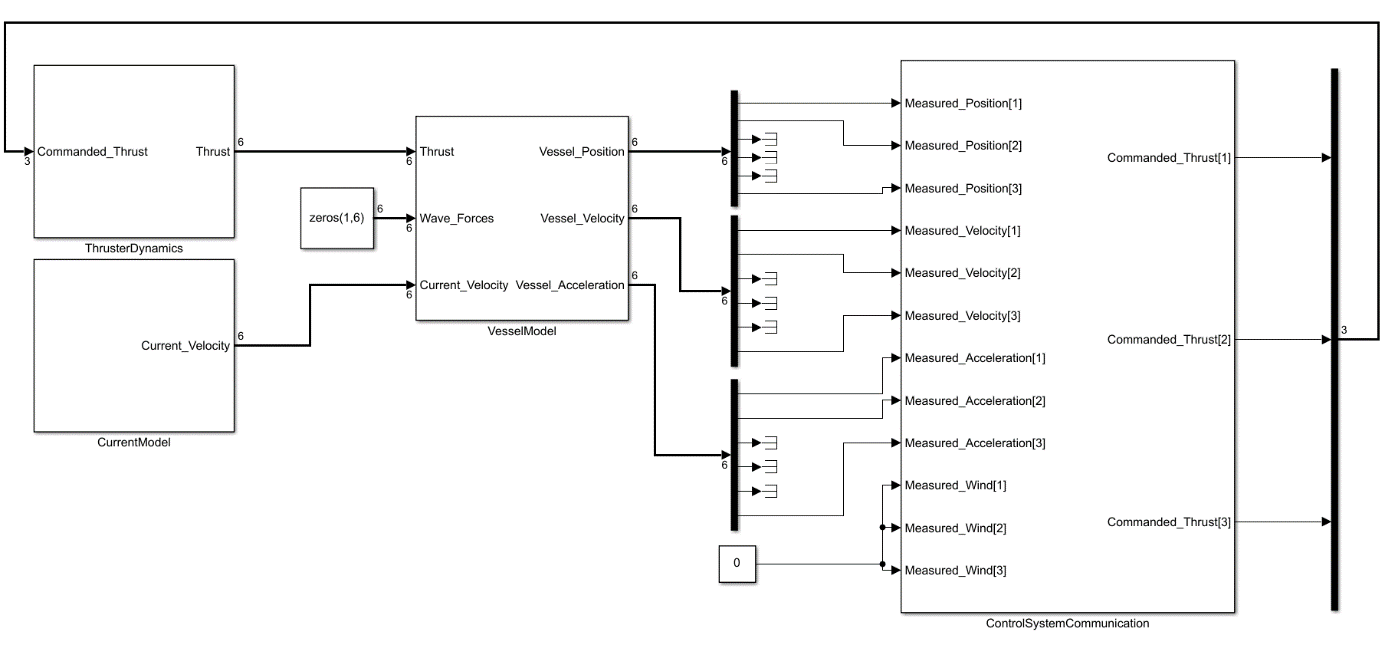 Commanded_Thrust
Thrust
3
6
ThrusterDynamics
Current_Velocity
6
CurrentModel
zeros(1,6)
6
Thrust
6
Wave_Forces
6
Current_Velocity
6
Vessel_Position
6
Vessel_Velocity
6
Vessel_Acceleration
6
VesselModel
6
6
6
0
Measured_Position[1]
Measured_Position[2]
Measured_Position[3]
Measured_Velocity[1]
Measured_Velocity[2]
Measured_Velocity[3]
Measured_Acceleration[1]
Measured_Acceleration[2]
Measured_Acceleration[3]
Measured_Wind[1]
Measured_Wind[2]
Measured_Wind[3]
Commanded_Thrust[1]
Commanded_Thrust[2]
Commanded_Thrust[3]
ControlSystemCommunication
3